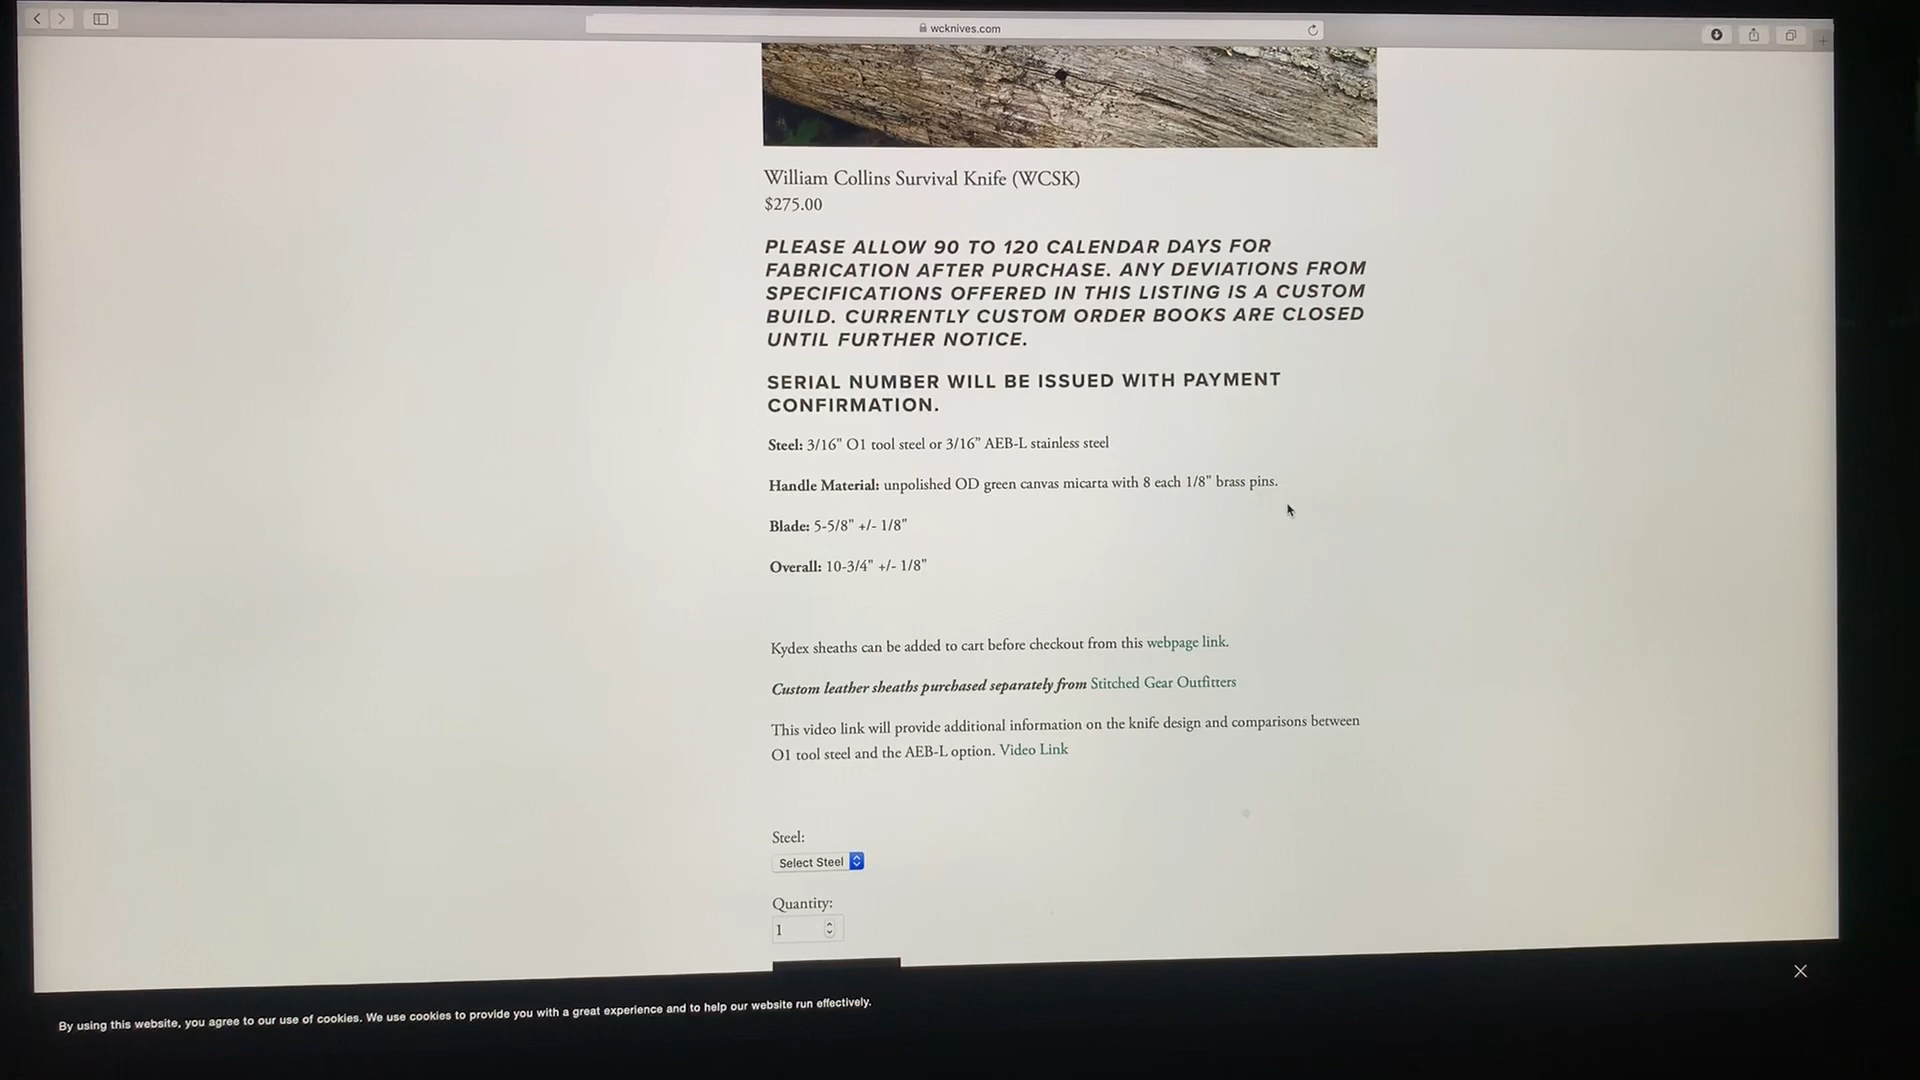 wcknives.com
William Collins Survival Knife (WCSK)
$275.00
PLEASE ALLOW 90 TO 120 CALENDAR DAYS FOR
FABRICATION AFTER PURCHASE. ANY DEVIATIONS FROM
SPECIFICATIONS OFFERED IN THIS LISTING IS A CUSTOM
BUILD. CURRENTLY CUSTOM ORDER BOOKS ARE CLOSED
UNTIL FURTHER NOTICE.
SERIAL NUMBER WILL BE ISSUED WITH PAYMENT
CONFIRMATION.
Steel: 3/16" O1 tool steel or 3/16” AEB-L stainless steel
Handle Material: unpolished OD green canvas micarta with 8 each 1/8" brass pins.
Blade: 5-5/8" +/- 1/8"
Overall: 10-3/4" +/- 1/8"
Kydex sheaths can be added to cart before checkout from this webpage link.
Custom leather sheaths purchased separately from Stitched Gear Outfitters
This video link will provide additional information on the knife design and comparisons between
O1 tool steel and the AEB-L option. Video Link
Steel:
Select Steel
Quantity:
1
By using this website, you agree to our use of cookies. We use cookies to provide you with a great experience and to help our website run effectively.